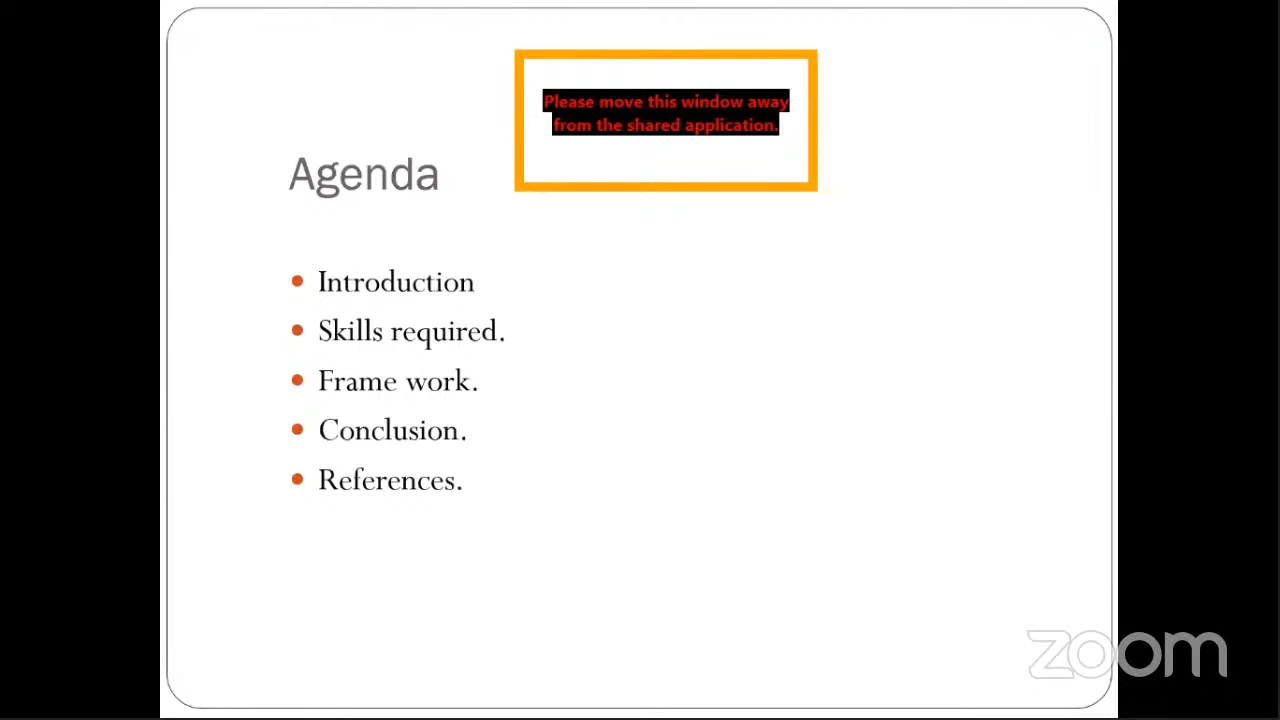 Please move this window away
from the shared application.
Agenda
Introduction
Skills required.
Frame work.
Conclusion.
References.
zoom